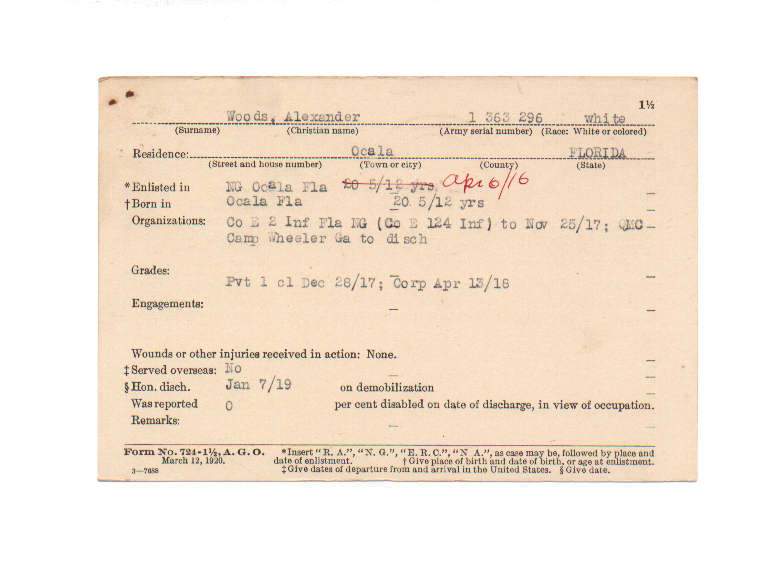 1½
Woods, Alexander 1 363 296 white
(Surname) (Christian name) (Army serial number) (Race: White or colored)
Residence: Ocala FLORIDA
(Street and house number) (Town or city) (County) (State)
*Enlisted in NG Ocala Fla 20 5/12 yrs Apr 6/16
†Born in Ocala Fla 20 5/12 yrs
Organizations: Co E 2 Inf Fla NG (Co E 124 Inf) to Nov 25/17; QMC
Camp Wheeler Ga to disch
Grades:
Pvt 1 cl Dec 28/17; Corp Apr 13/18
Engagements:
Wounds or other injuries received in action: None.
‡Served overseas: No
§Hon. disch. Jan 7/19 on demobilization
Was reported 0 per cent disabled on date of discharge, in view of occupation.
Remarks:
Form No. 724-1½, A. G. O. *Insert "R. A.", "N. G.", "E. R. C.", "N A.", as case may be, followed by place and
March 12, 1920. date of enlistment. †Give place of birth and date of birth, or age at enlistment.
3—7688 ‡Give dates of departure from and arrival in the United States. §Give date.